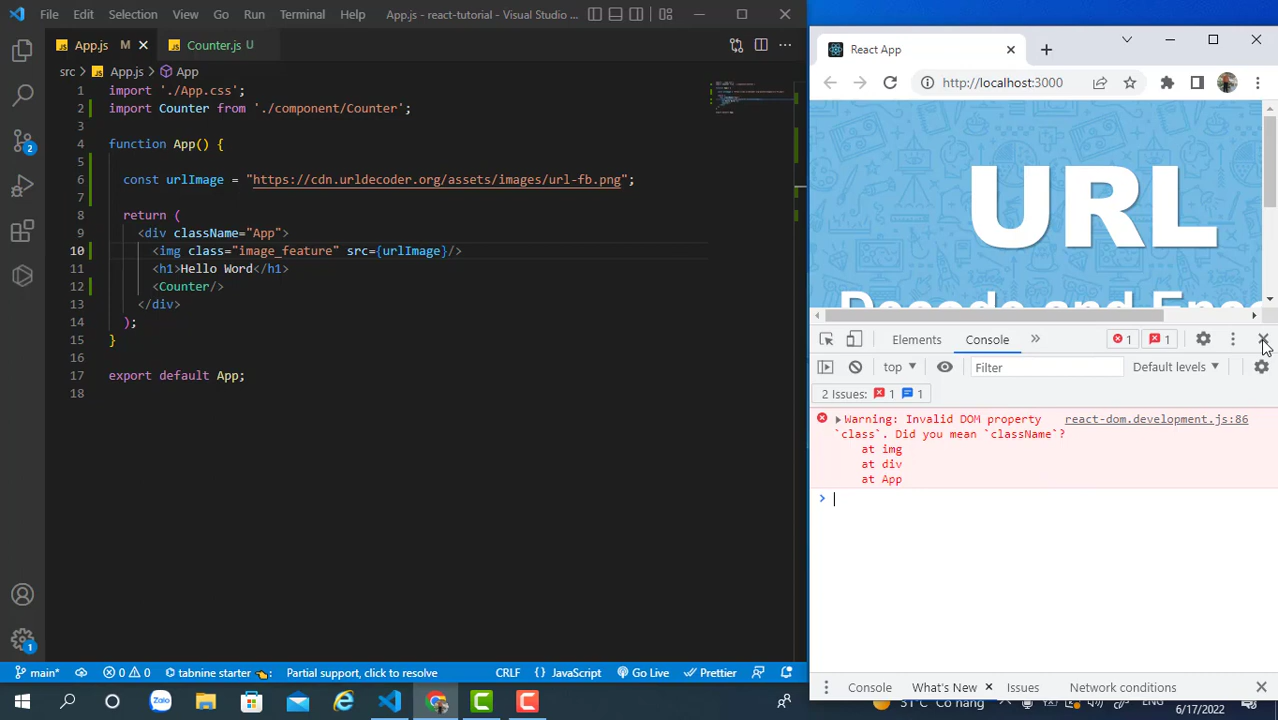 File Edit Selection View Go Run Terminal Help App.js - react-tutorial - Visual Studio ...
App.js M Counter.js U
src > App.js > App
1 import './App.css';
2 import Counter from './component/Counter';
3
4 function App() {
5
6 const urlImage = "https://cdn.urldecoder.org/assets/images/url-fb.png";
7
8 return (
9 <div className="App">
10 <img class="image_feature" src={urlImage}/>
11 <h1>Hello Word</h1>
12 <Counter/>
13 </div>
14 );
15 }
16
17 export default App;
18
2
1
main* 0 0 tabnine starter Partial support, click to resolve CRLF {} JavaScript Go Live Prettier
React App
http://localhost:3000
URL
Elements Console » 1 1
top Filter Default levels
2 Issues: 1 1
Warning: Invalid DOM property react-dom.development.js:86
`class`. Did you mean `className`?
at img
at div
at App
Console What's New Issues Network conditions
Zalo
31°C Có nắng
6/17/2022